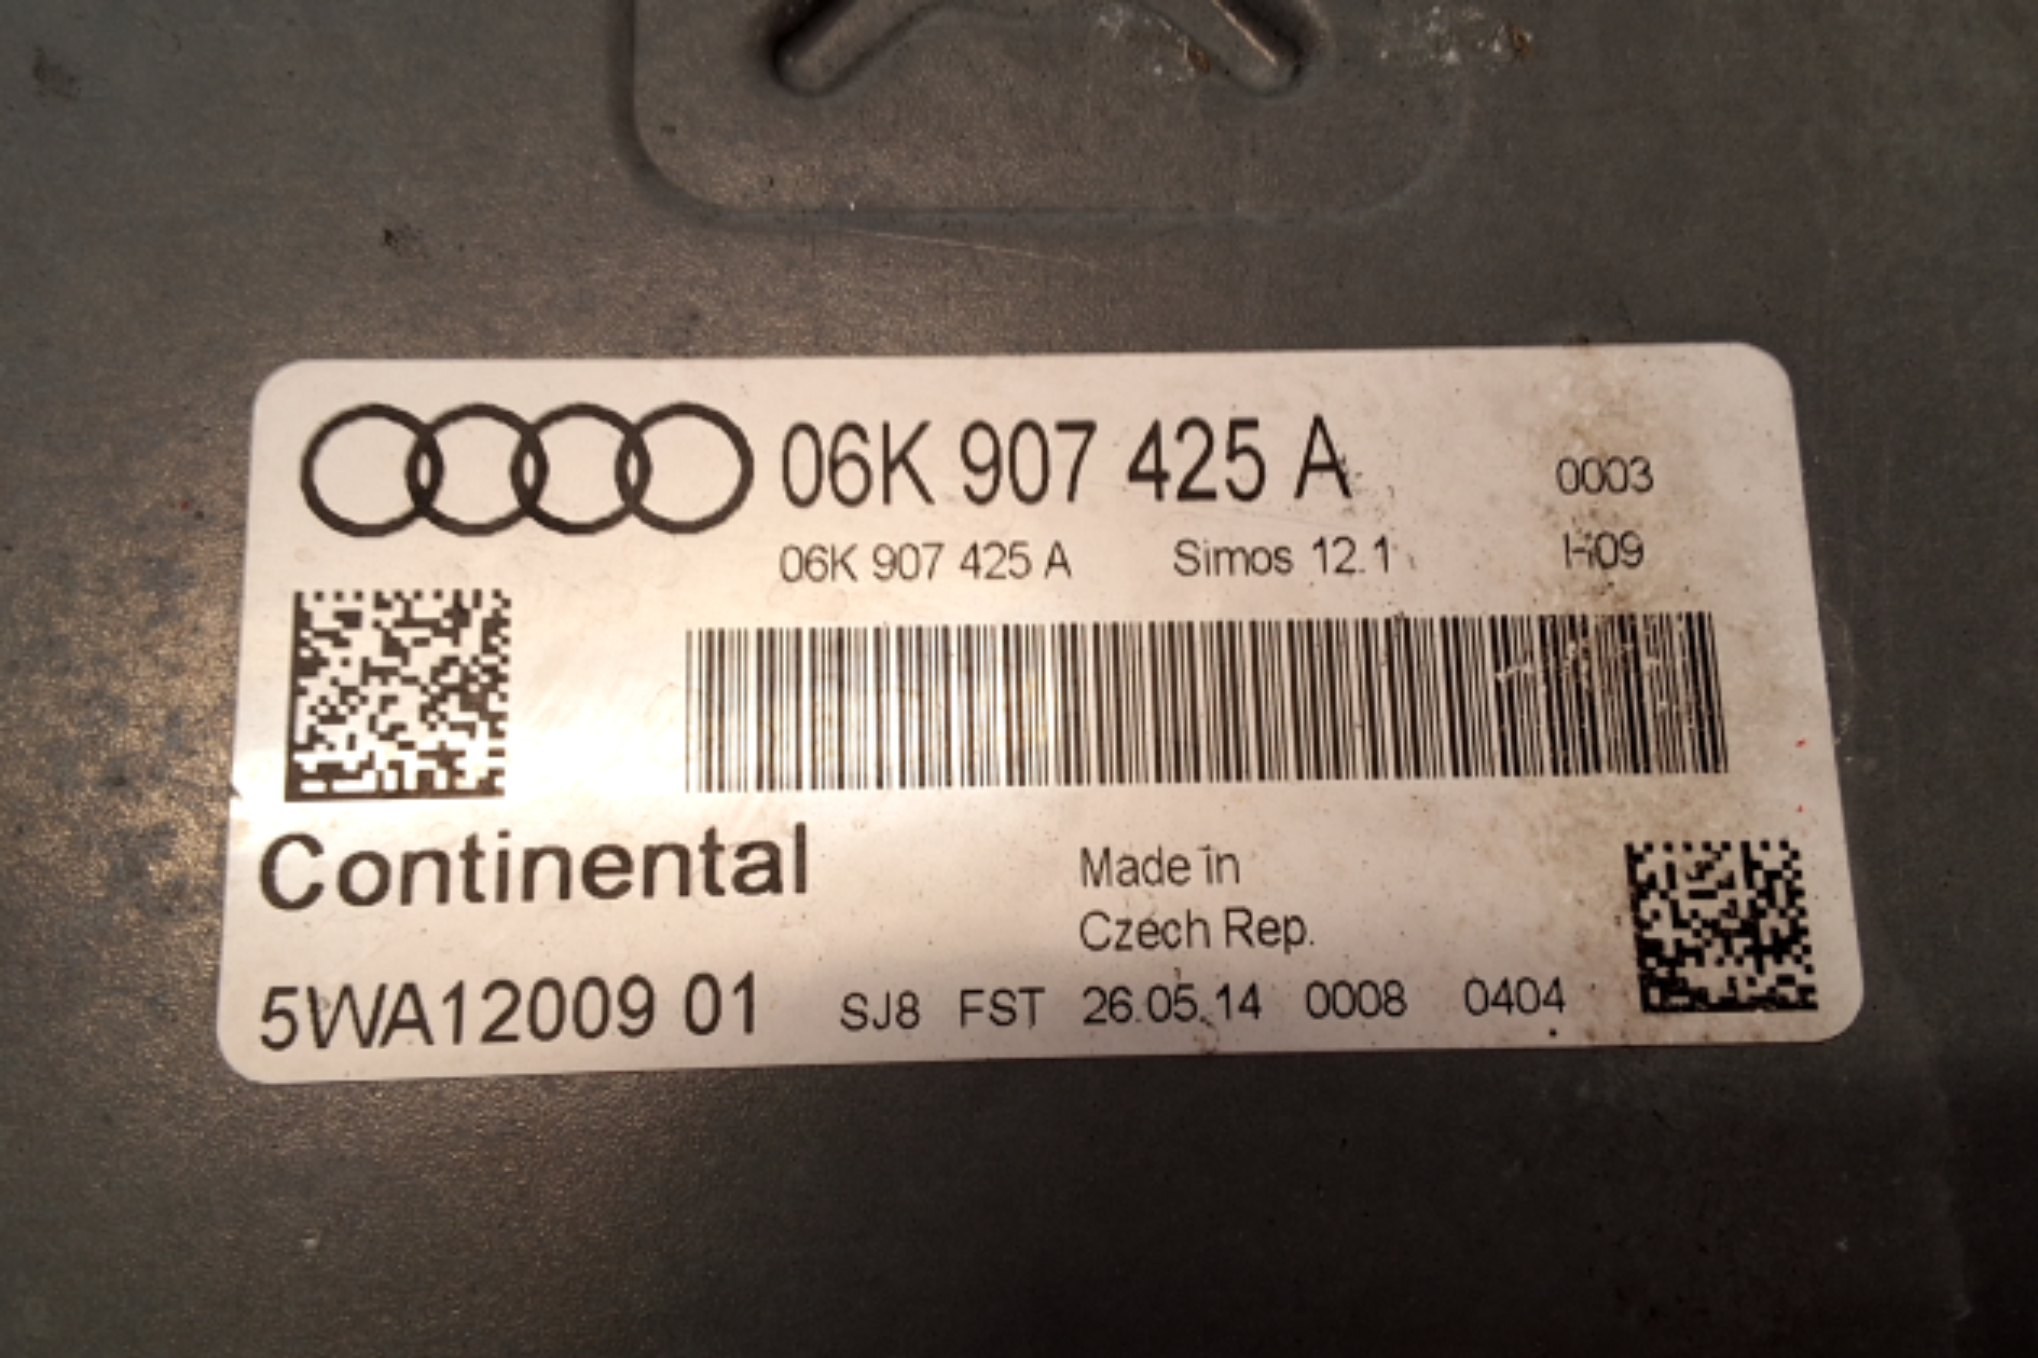 06K 907 425 A 0003
06K 907 425 A Simos 12.1 H09
Continental
Made in
Czech Rep.
5WA12009 01 SJ8 FST 26.05.14 0008 0404